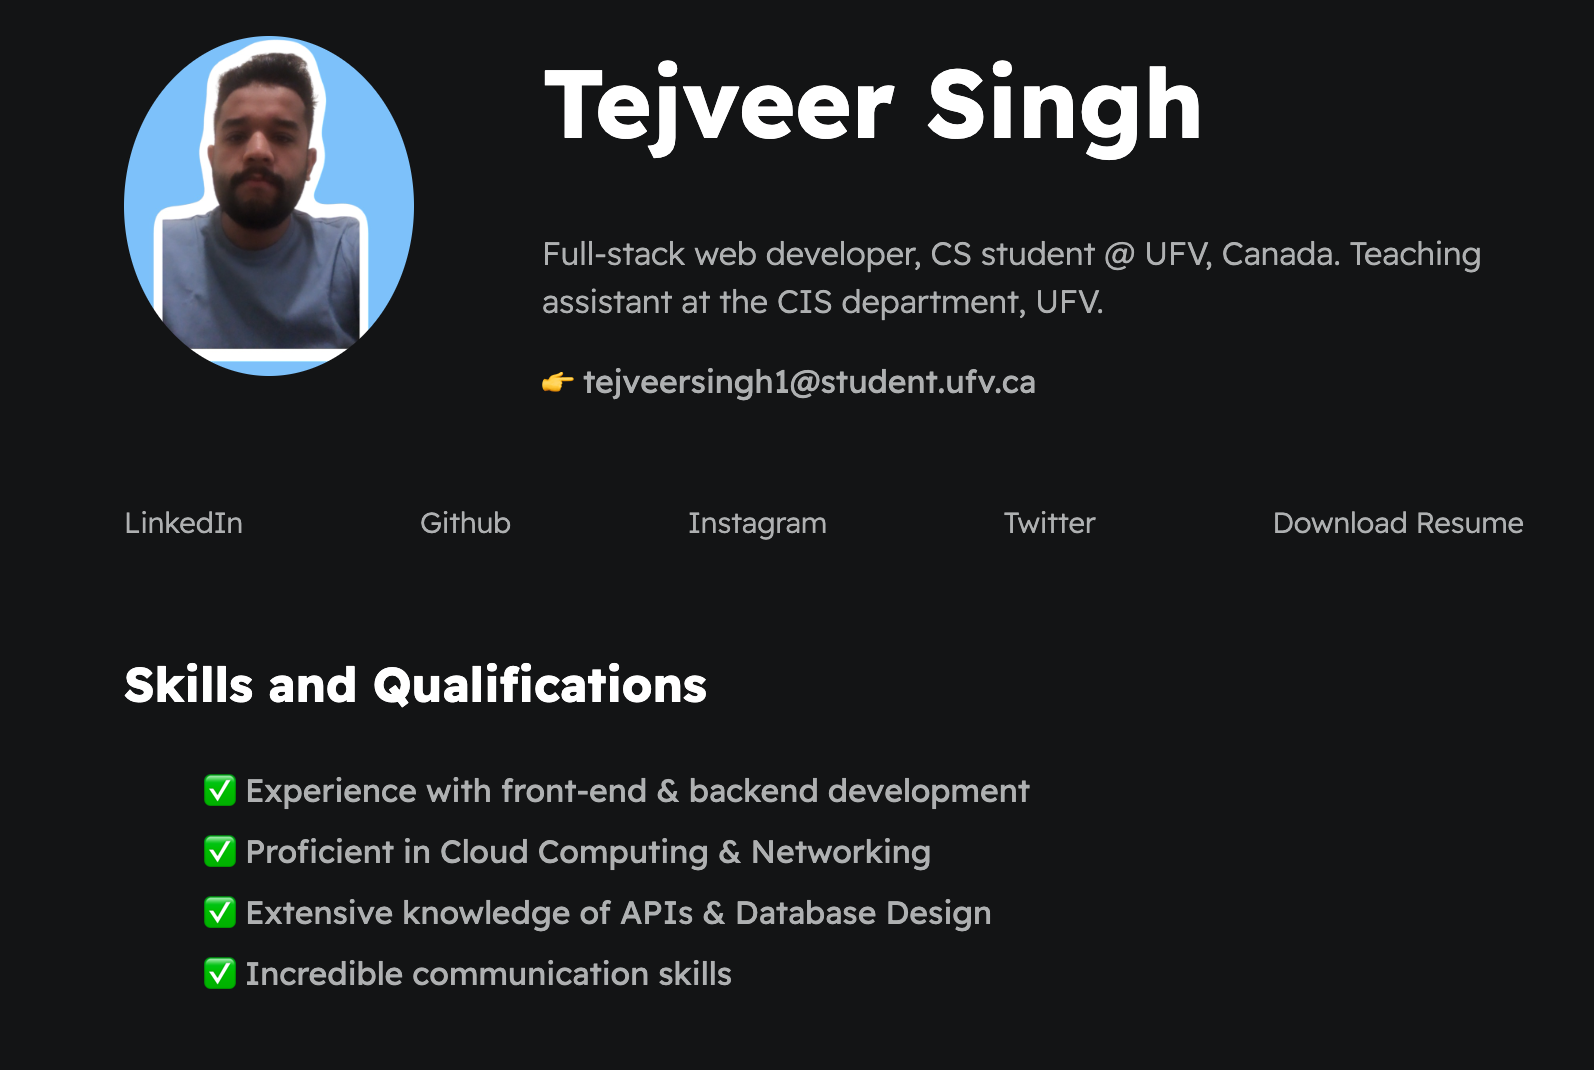 Tejveer Singh
Full-stack web developer, CS student @ UFV, Canada. Teaching
assistant at the CIS department, UFV.
👉 tejveersingh1@student.ufv.ca
LinkedIn Github Instagram Twitter Download Resume
Skills and Qualifications
✅ Experience with front-end & backend development
✅ Proficient in Cloud Computing & Networking
✅ Extensive knowledge of APIs & Database Design
✅ Incredible communication skills